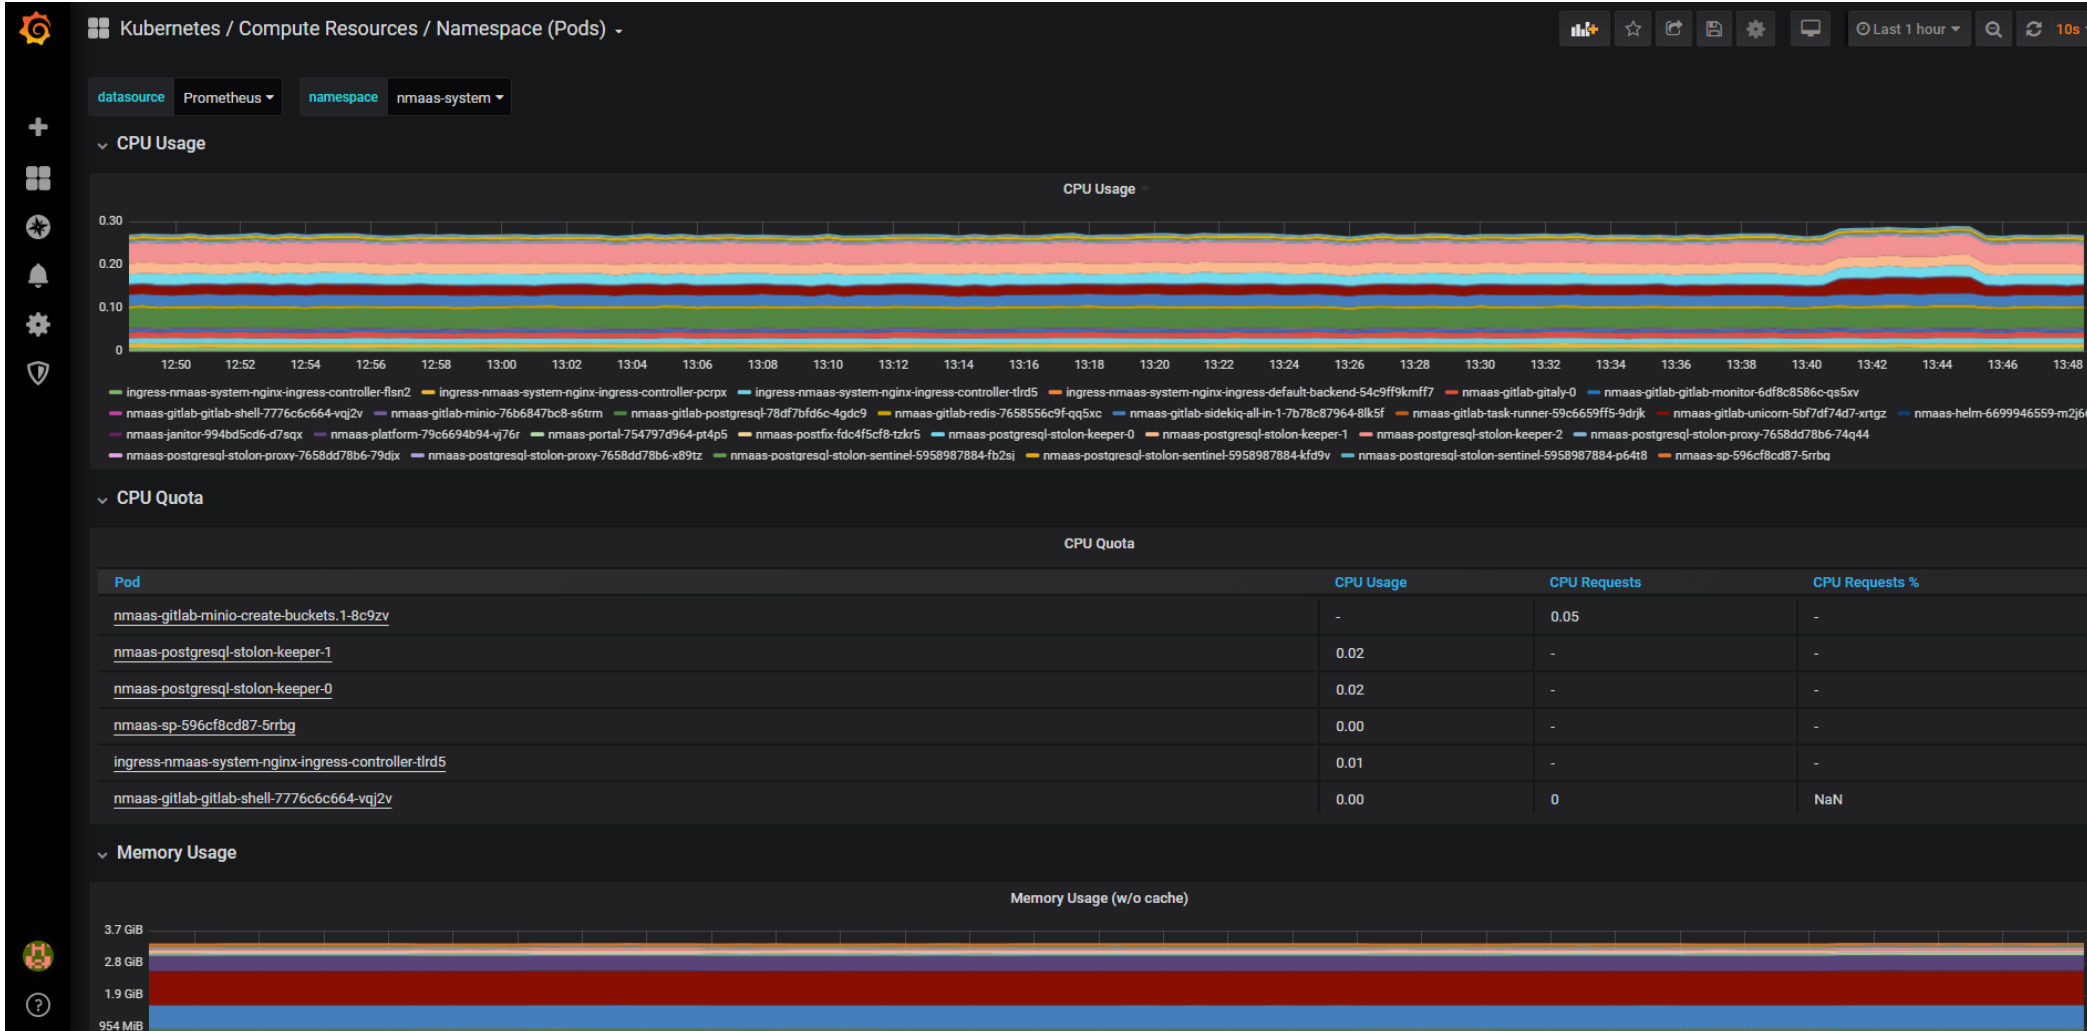 Kubernetes / Compute Resources / Namespace (Pods)
Last 1 hour
10s
datasource Prometheus namespace nmaas-system
CPU Usage
CPU Usage
0.30
0.20
0.10
0
12:50 12:52 12:54 12:56 12:58 13:00 13:02 13:04 13:06 13:08 13:10 13:12 13:14 13:16 13:18 13:20 13:22 13:24 13:26 13:28 13:30 13:32 13:34 13:36 13:38 13:40 13:42 13:44 13:46 13:48
ingress-nmaas-system-nginx-ingress-controller-flsn2 ingress-nmaas-system-nginx-ingress-controller-pcrpx ingress-nmaas-system-nginx-ingress-controller-tlrd5 ingress-nmaas-system-nginx-ingress-default-backend-54c9ff9kmff7 nmaas-gitlab-gitaly-0 nmaas-gitlab-gitlab-monitor-6df8c8586c-qs5xv
nmaas-gitlab-gitlab-shell-7776c6c664-vqj2v nmaas-gitlab-minio-76b6847bc8-s6trm nmaas-gitlab-postgresql-78df7bfd6c-4gdc9 nmaas-gitlab-redis-7658556c9f-qq5xc nmaas-gitlab-sidekiq-all-in-1-7b78c87964-8lk5f nmaas-gitlab-task-runner-59c6659ff5-9drjk nmaas-gitlab-unicorn-5bf7df74d7-xrtgz nmaas-helm-6699946559-m2j6
nmaas-janitor-994bd5cd6-d7sqx nmaas-platform-79c6694b94-vj76r nmaas-portal-754797d964-pt4p5 nmaas-postfix-fdc4f5cf8-tzkr5 nmaas-postgresql-stolon-keeper-0 nmaas-postgresql-stolon-keeper-1 nmaas-postgresql-stolon-keeper-2 nmaas-postgresql-stolon-proxy-7658dd78b6-74q44
nmaas-postgresql-stolon-proxy-7658dd78b6-79djx nmaas-postgresql-stolon-proxy-7658dd78b6-x89tz nmaas-postgresql-stolon-sentinel-5958987884-fb2sj nmaas-postgresql-stolon-sentinel-5958987884-kfd9v nmaas-postgresql-stolon-sentinel-5958987884-p64t8 nmaas-sp-596cf8cd87-5rrbg
CPU Quota
CPU Quota
Pod CPU Usage CPU Requests CPU Requests %
nmaas-gitlab-minio-create-buckets.1-8c9zv - 0.05 -
nmaas-postgresql-stolon-keeper-1 0.02 - -
nmaas-postgresql-stolon-keeper-0 0.02 - -
nmaas-sp-596cf8cd87-5rrbg 0.00 - -
ingress-nmaas-system-nginx-ingress-controller-tlrd5 0.01 - -
nmaas-gitlab-gitlab-shell-7776c6c664-vqj2v 0.00 0 NaN
Memory Usage
Memory Usage (w/o cache)
3.7 GiB
2.8 GiB
1.9 GiB
954 MiB